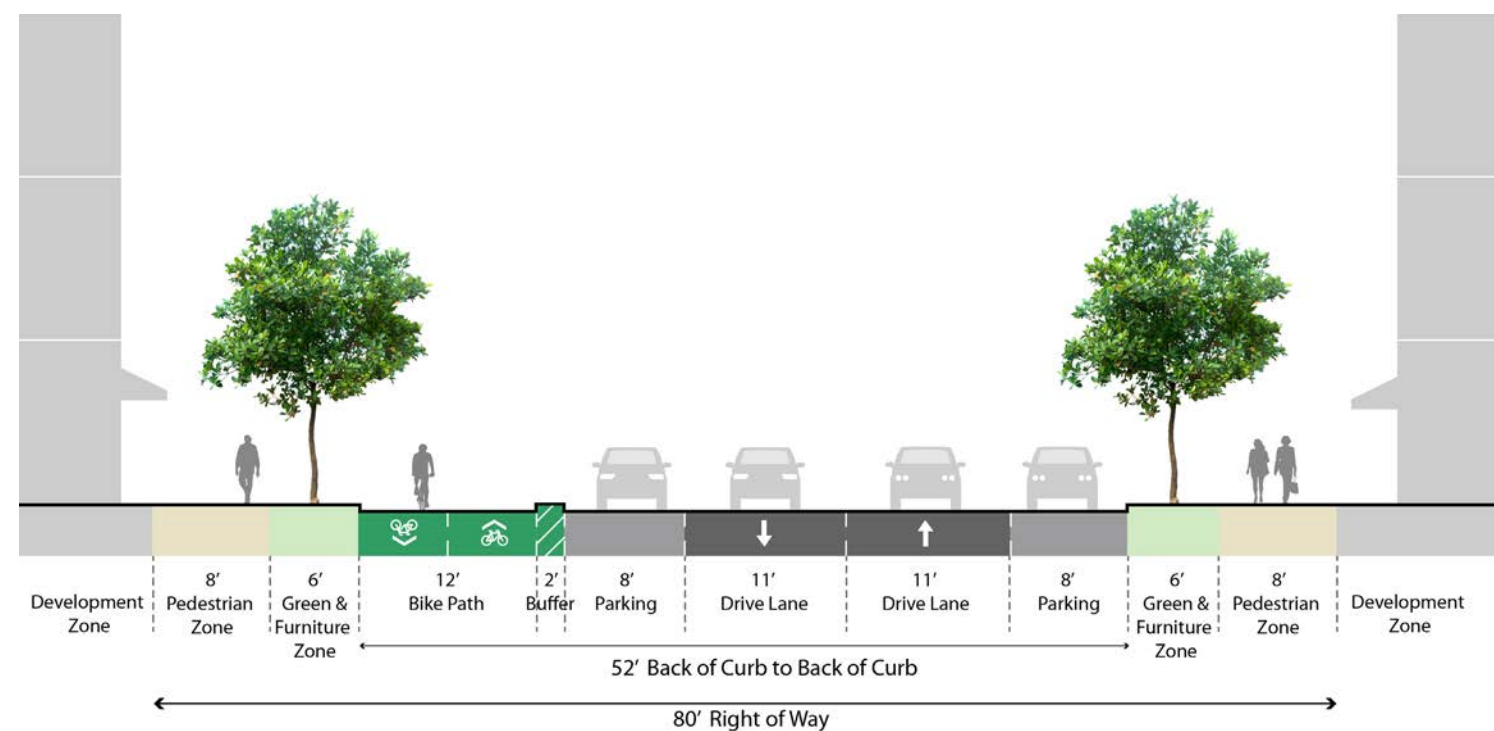 8’
Pedestrian
Zone
6’
Green &
Furniture
Zone
12’
Bike Path
2’
Buffer
8’
Parking
11’
Drive Lane
11’
Drive Lane
8’
Parking
6’
Green &
Furniture
Zone
8’
Pedestrian
Zone
Development
Zone
Development
Zone
52’ Back of Curb to Back of Curb
80’ Right of Way